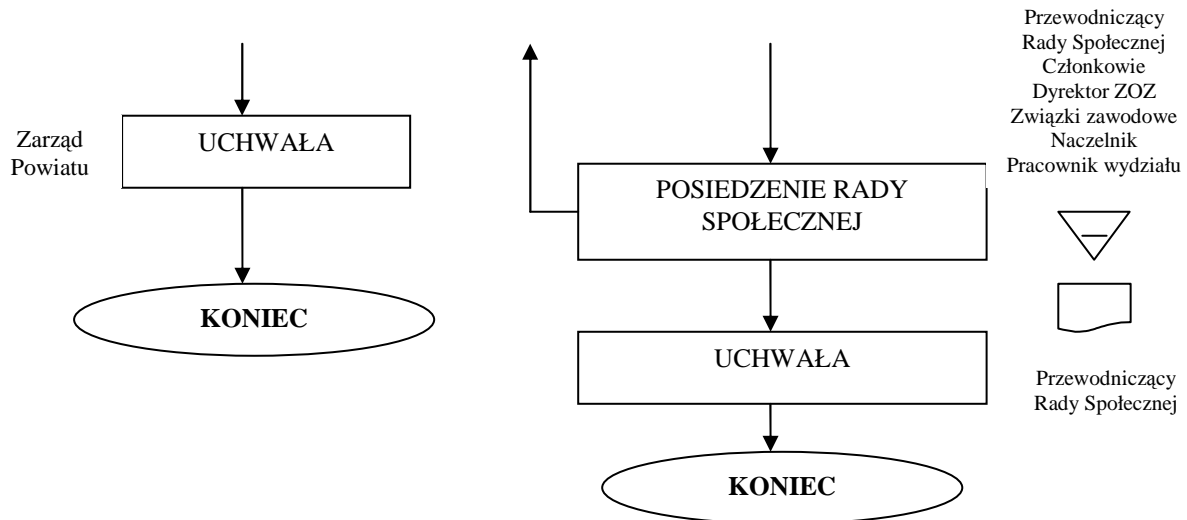 Przewodniczący
Rady Społecznej
Członkowie
Dyrektor ZOZ
Związki zawodowe
Naczelnik
Pracownik wydziału
Zarząd
Powiatu
UCHWAŁA
POSIEDZENIE RADY
SPOŁECZNEJ
KONIEC
UCHWAŁA
Przewodniczący
Rady Społecznej
KONIEC